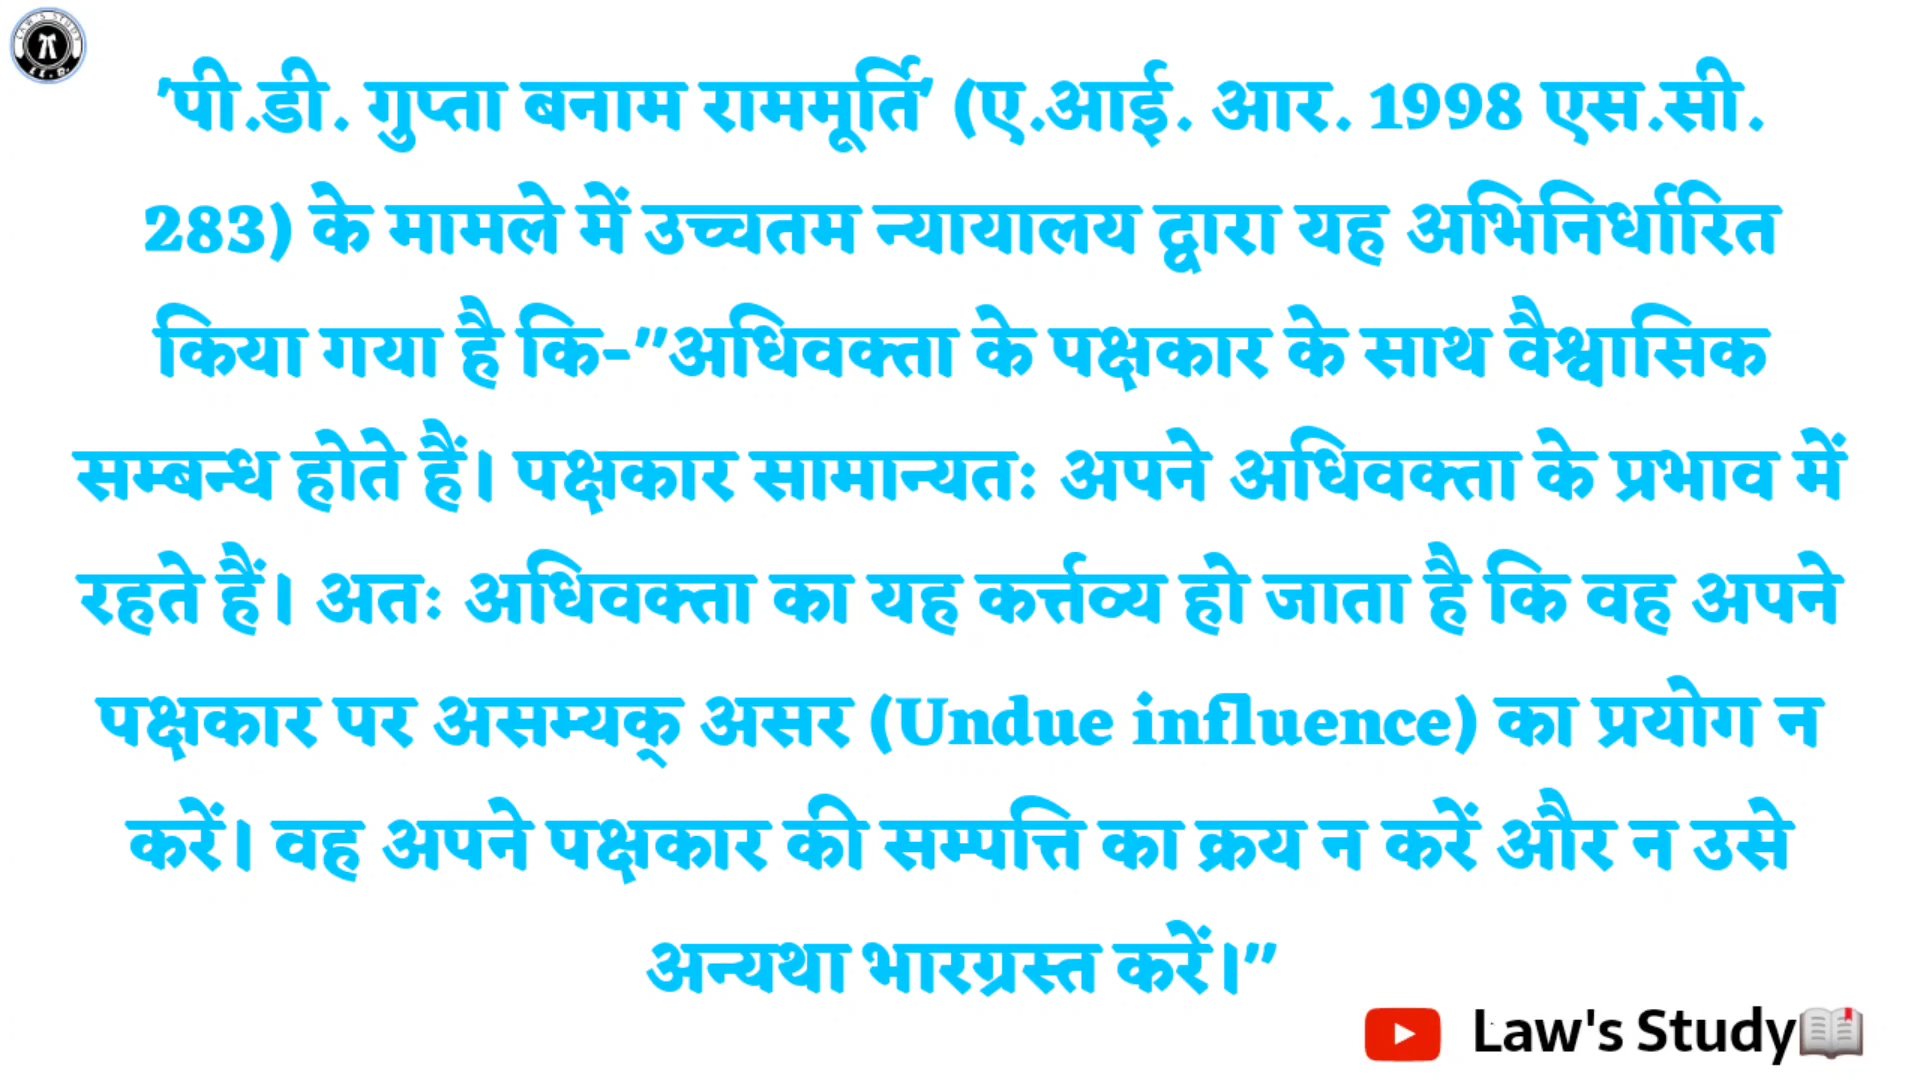 'पी.डी. गुप्ता बनाम राममूर्ति' (ए.आई. आर. 1998 एस.सी.
283) के मामले में उच्चतम न्यायालय द्वारा यह अभिनिर्धारित
किया गया है कि-"अधिवक्ता के पक्षकार के साथ वैश्वासिक
सम्बन्ध होते हैं। पक्षकार सामान्यतः अपने अधिवक्ता के प्रभाव में
रहते हैं। अतः अधिवक्ता का यह कर्त्तव्य हो जाता है कि वह अपने
पक्षकार पर असम्यक् असर (Undue influence) का प्रयोग न
करें। वह अपने पक्षकार की सम्पत्ति का क्रय न करें और न उसे
अन्यथा भारग्रस्त करें।"
Law's Study